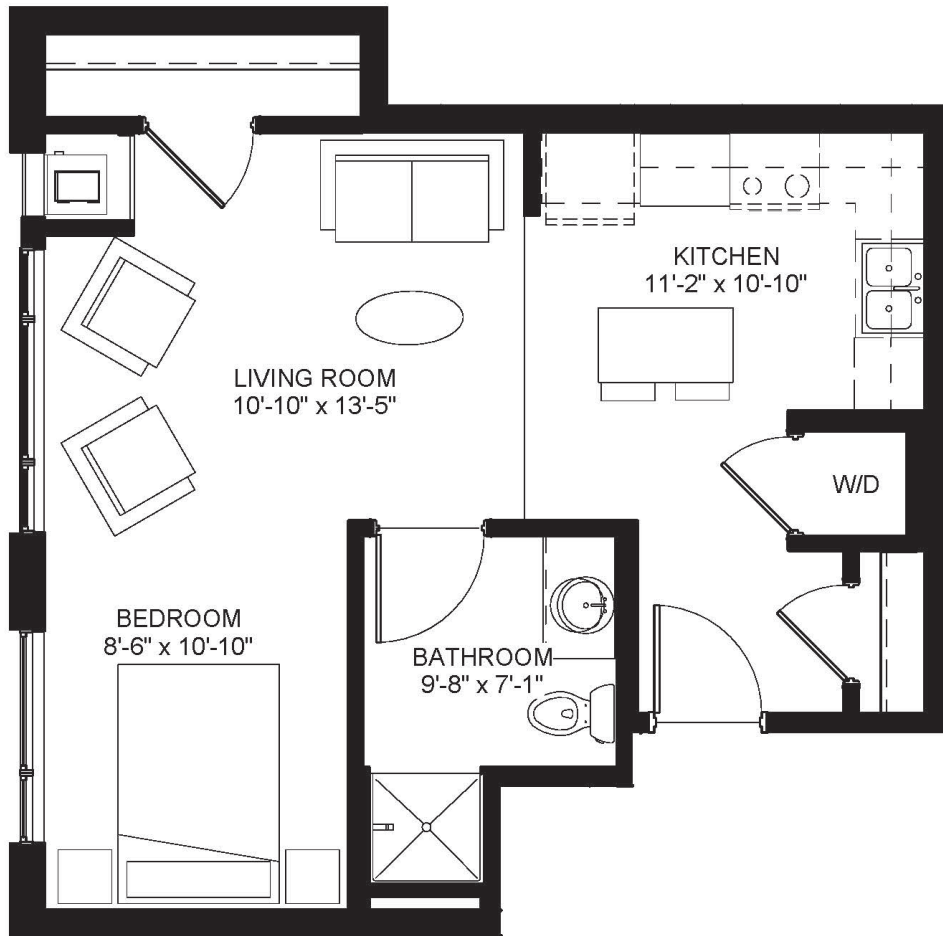 KITCHEN
11'-2" x 10'-10"
LIVING ROOM
10'-10" x 13'-5"
W/D
BEDROOM
8'-6" x 10'-10"
BATHROOM
9'-8" x 7'-1"